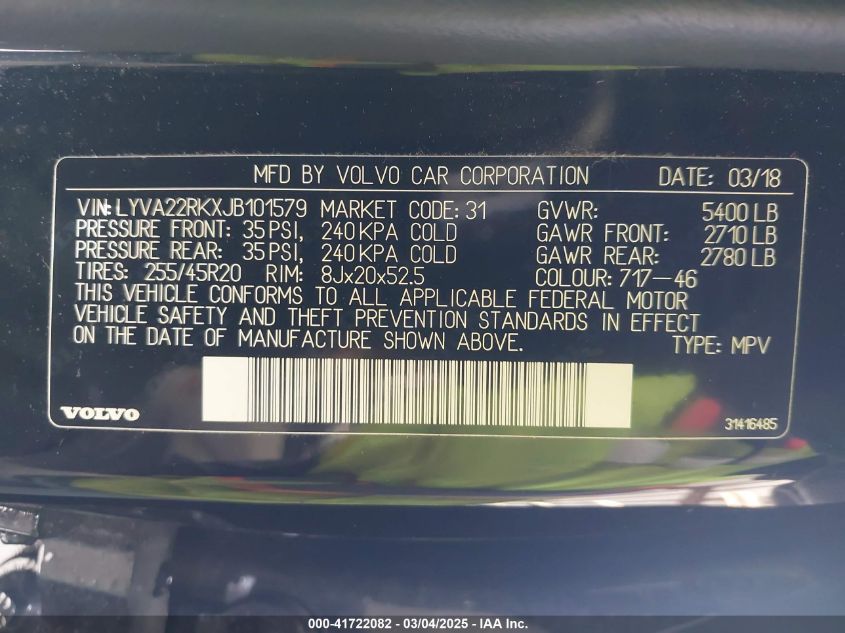 MFD BY VOLVO CAR CORPORATION DATE: 03/18
VIN: LYVA22RKXJB101579 MARKET CODE: 31 GVWR: 5400 LB
PRESSURE FRONT: 35 PSI, 240 KPA COLD GAWR FRONT: 2710 LB
PRESSURE REAR: 35 PSI, 240 KPA COLD GAWR REAR: 2780 LB
TIRES: 255/45R20 RIM: 8Jx20x52.5 COLOUR: 717-46
THIS VEHICLE CONFORMS TO ALL APPLICABLE FEDERAL MOTOR
VEHICLE SAFETY AND THEFT PREVENTION STANDARDS IN EFFECT
ON THE DATE OF MANUFACTURE SHOWN ABOVE. TYPE: MPV
VOLVO 31416485
000-41722082 - 03/04/2025 - IAA Inc.